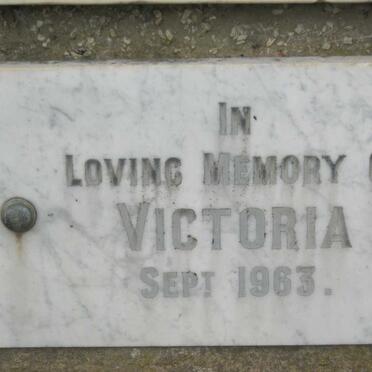 IN
LOVING MEMORY
VICTORIA
SEPT 1963.